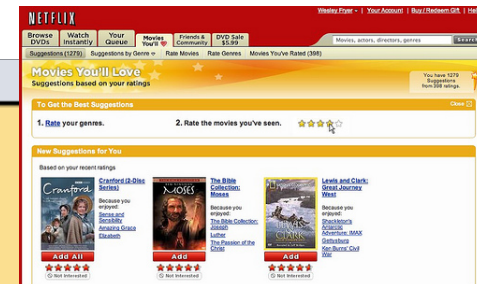 NETFLIX
Wesley Fryer
Your Account
Buy/Redeem Gift
Browse DVDs
Watch Instantly
Your Queue
Movies You'll
Friends & Community
DVD Sale $5.99
Movies, actors, directors, genres
Suggestions (1279)
Suggestions by Genre
Rate Movies
Rate Genres
Movies You've Rated (398)
Movies You'll Love
Suggestions based on your ratings
You have 1279
Suggestions
from 398 ratings.
To Get the Best Suggestions
Close
1. Rate your genres.
2. Rate the movies you've seen.
New Suggestions for You
Based on your recent ratings
Cranford
Cranford (2-Disc Series)
Because you enjoyed:
Sense and Sensibility
Amazing Grace
Elizabeth
Add All
Not Interested
MOSES
The Bible Collection: Moses
Because you enjoyed:
The Bible Collection: Joseph
Luther
The Passion of the Christ
Add
Not Interested
CLARK
Lewis and Clark: Great Journey West
Because you enjoyed:
Shackleton's Antarctic Adventure: IMAX
Gettysburg
Ken Burns' Civil War
Add
Not Interested